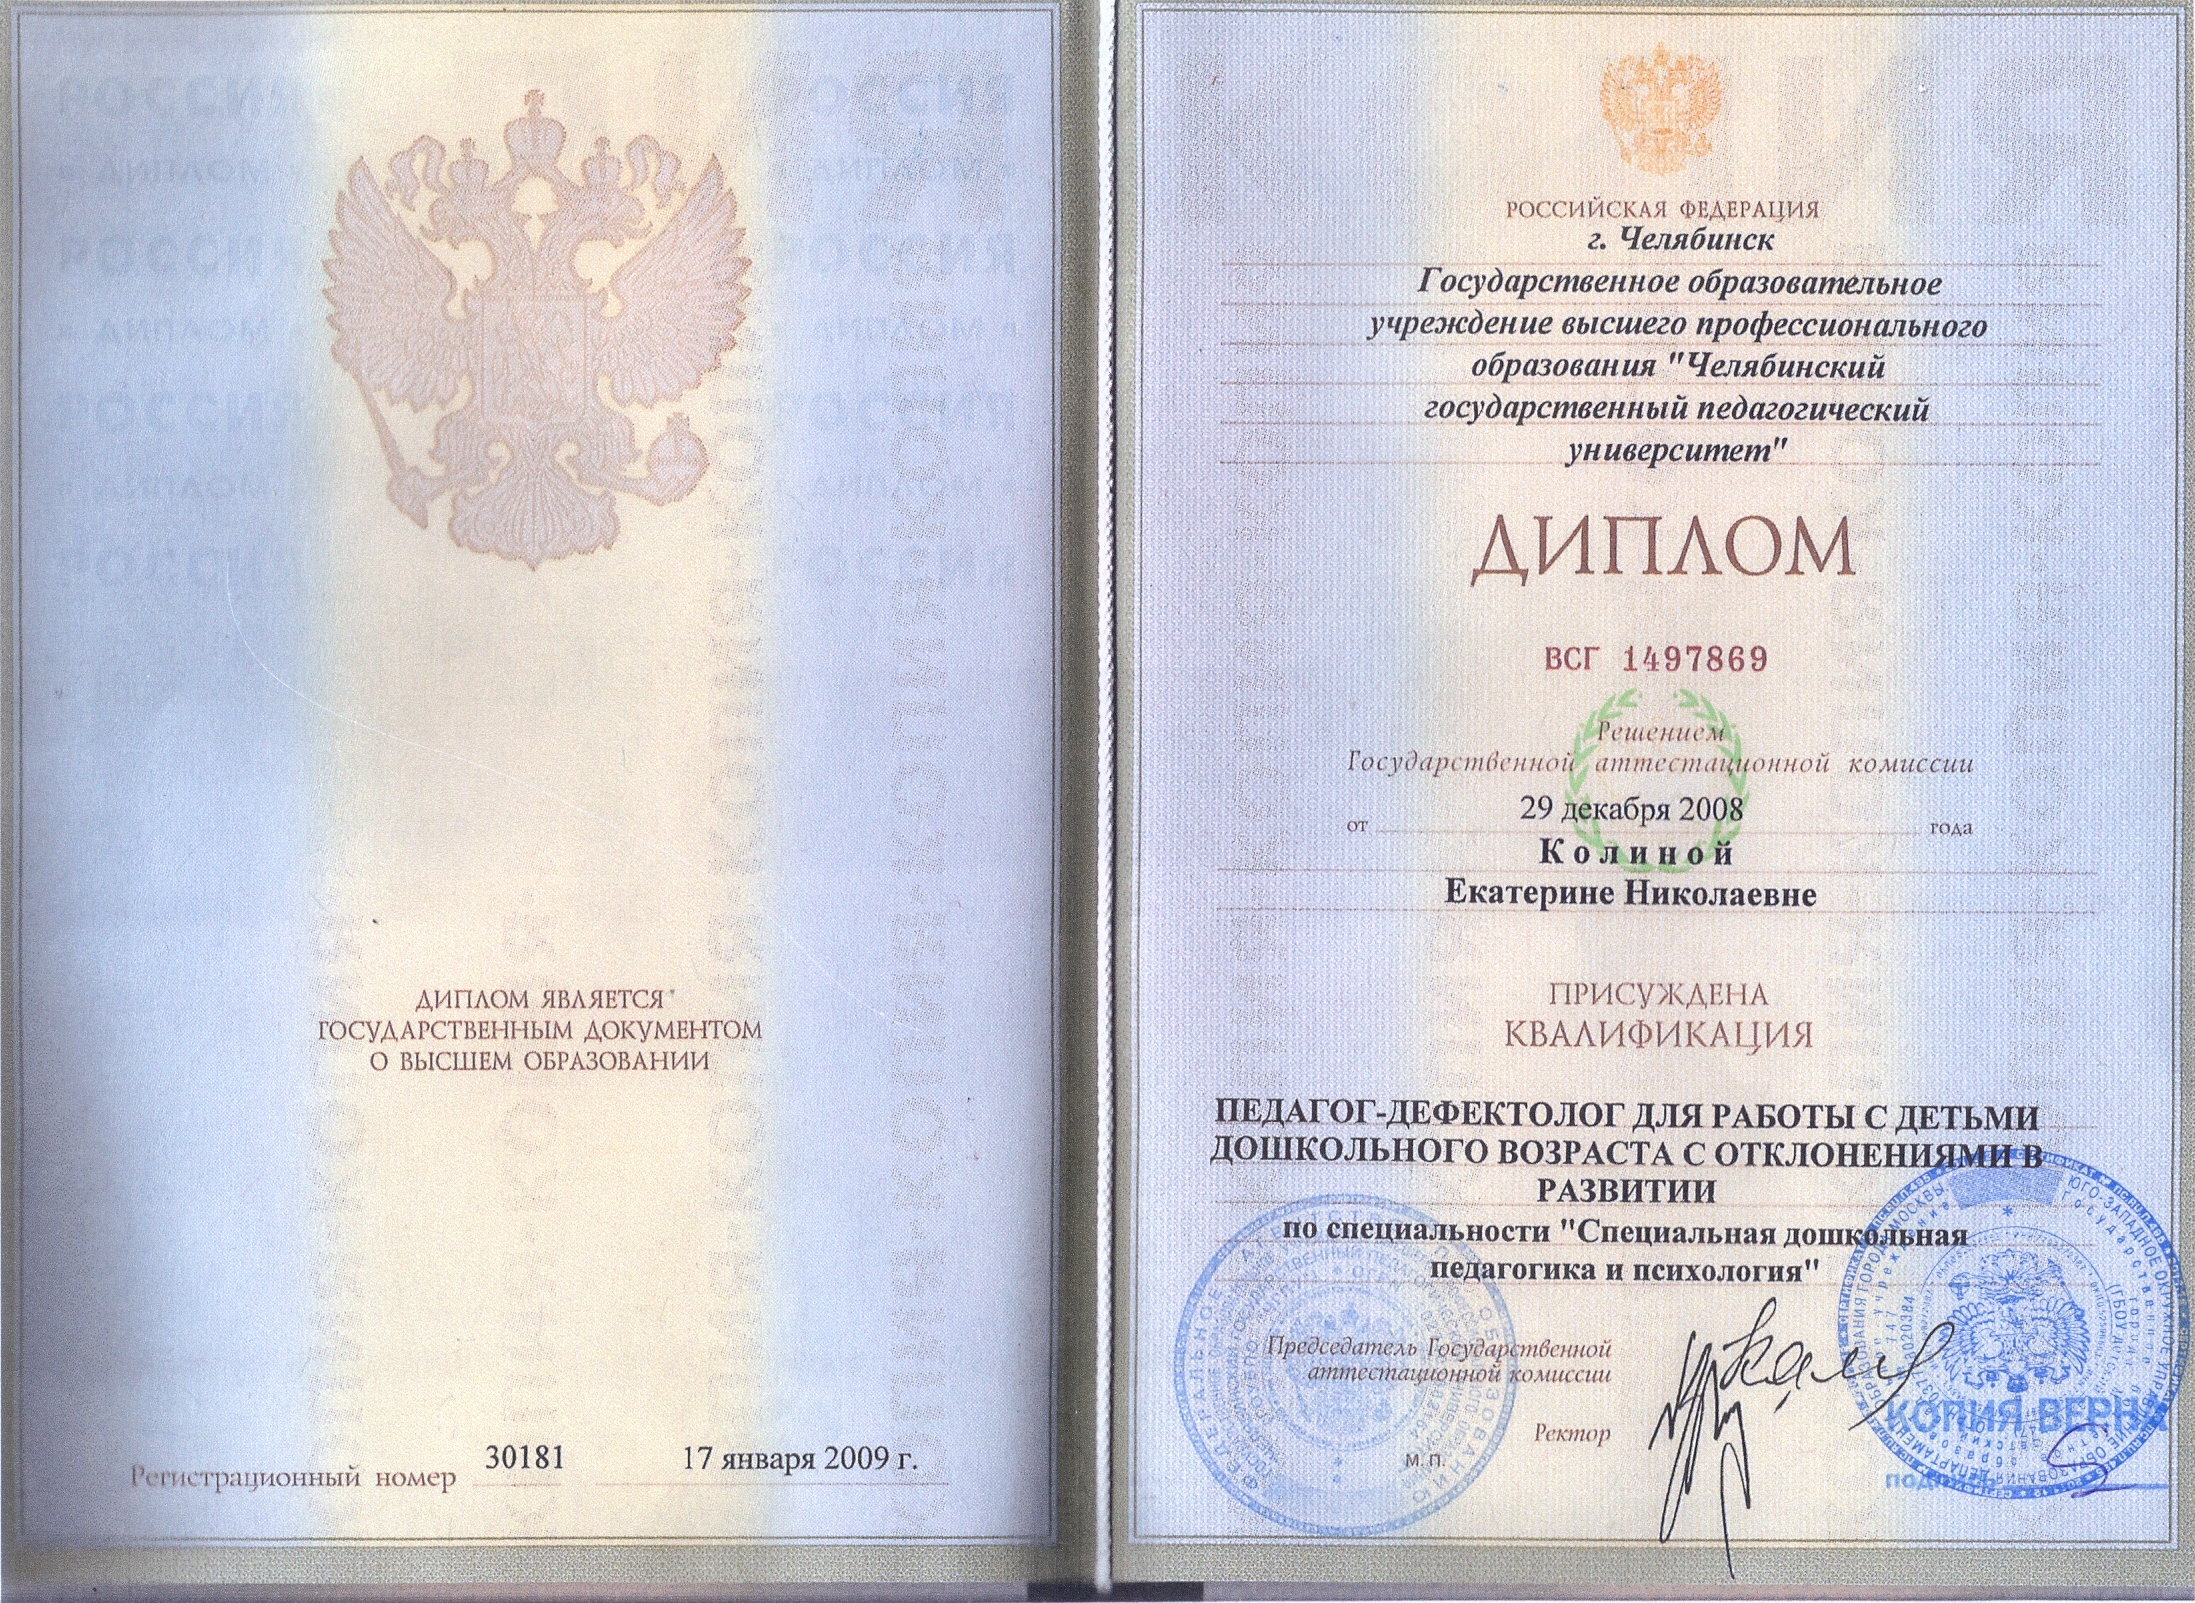 ДИПЛОМ ЯВЛЯЕТСЯ
ГОСУДАРСТВЕННЫМ ДОКУМЕНТОМ
О ВЫСШЕМ ОБРАЗОВАНИИ
Регистрационный номер 30181 17 января 2009 г.
РОССИЙСКАЯ ФЕДЕРАЦИЯ
г. Челябинск
Государственное образовательное
учреждение высшего профессионального
образования "Челябинский
государственный педагогический
университет"
ДИПЛОМ
ВСГ 1497869
Решением
Государственной аттестационной комиссии
от 29 декабря 2008 года
Колиной
Екатерине Николаевне
ПРИСУЖДЕНА
КВАЛИФИКАЦИЯ
ПЕДАГОГ-ДЕФЕКТОЛОГ ДЛЯ РАБОТЫ С ДЕТЬМИ
ДОШКОЛЬНОГО ВОЗРАСТА С ОТКЛОНЕНИЯМИ В
РАЗВИТИИ
по специальности "Специальная дошкольная
педагогика и психология"
Председатель Государственной
аттестационной комиссии
Ректор
М.П.
КОПИЯ ВЕРНА
подпись